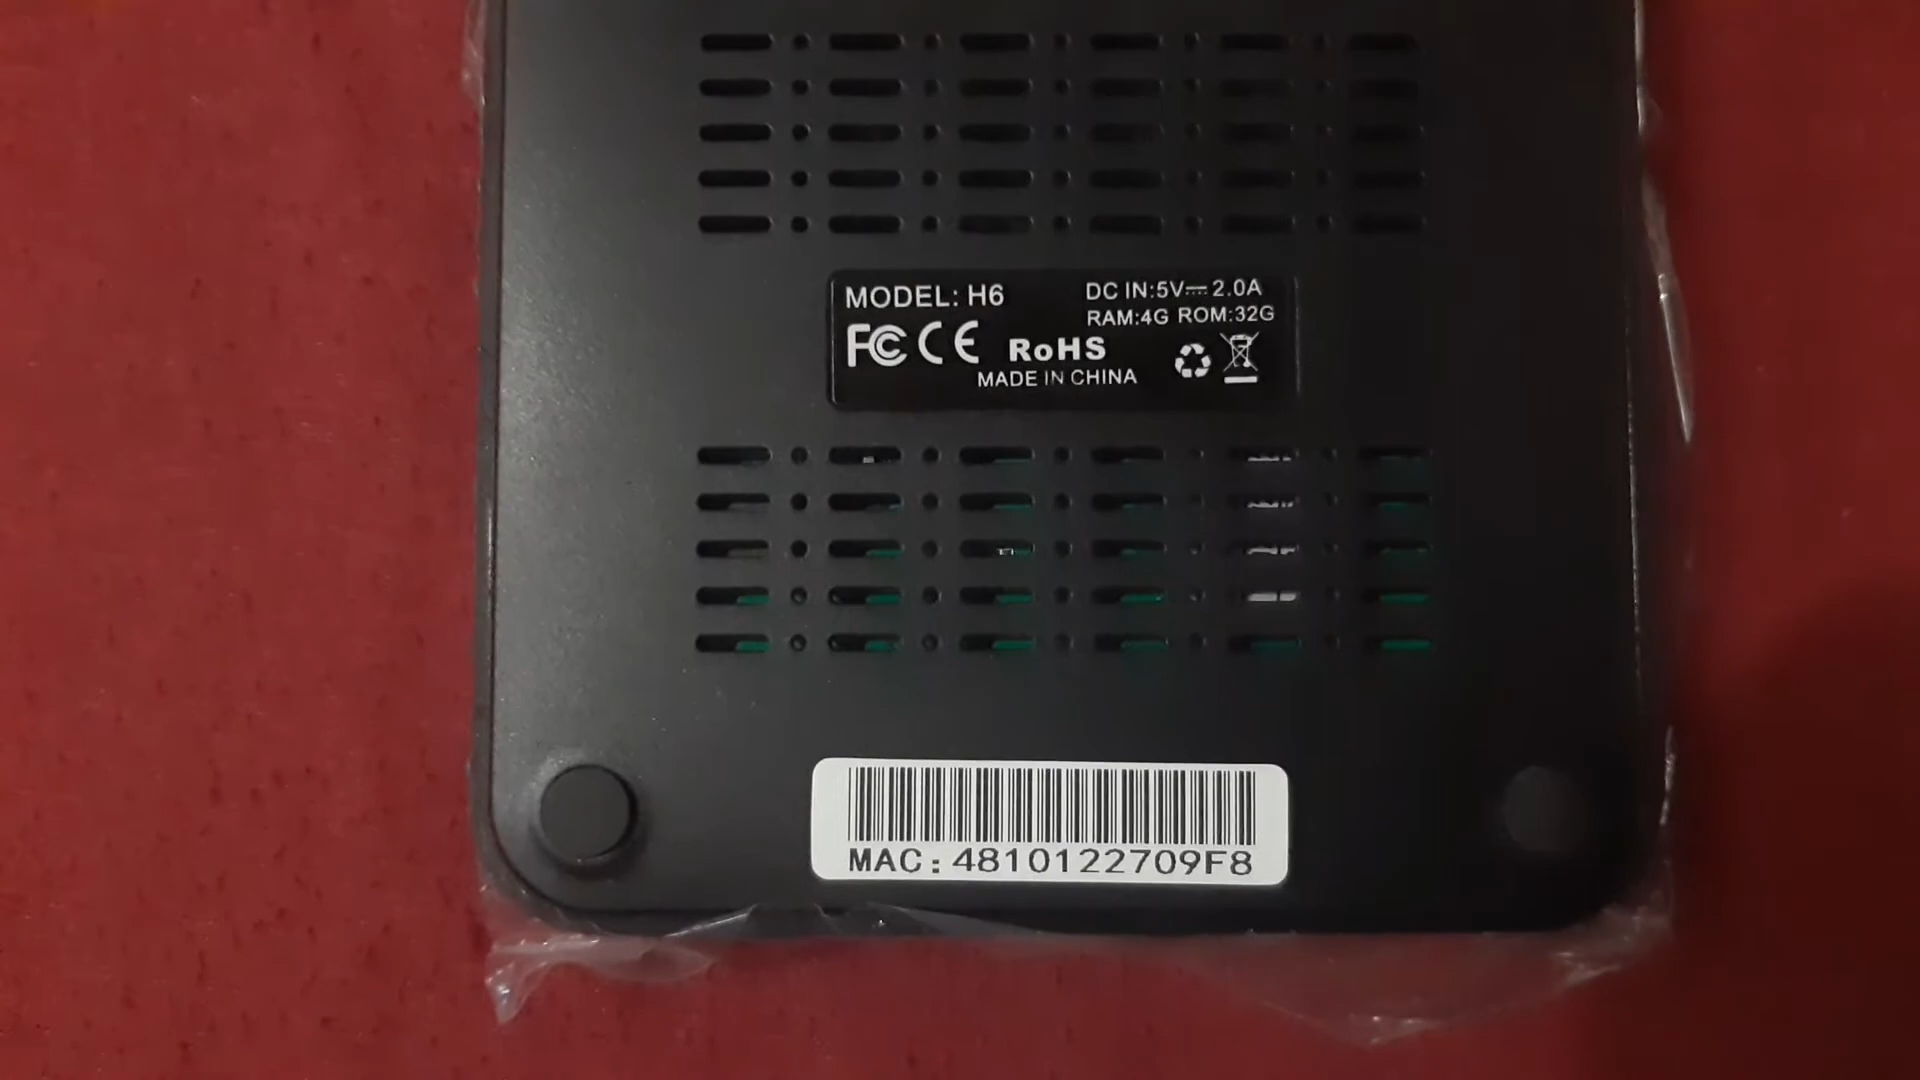 MODEL: H6
DC IN:5V⎓2.0A
RAM:4G ROM:32G
FC CE RoHS
MADE IN CHINA
MAC:4810122709F8